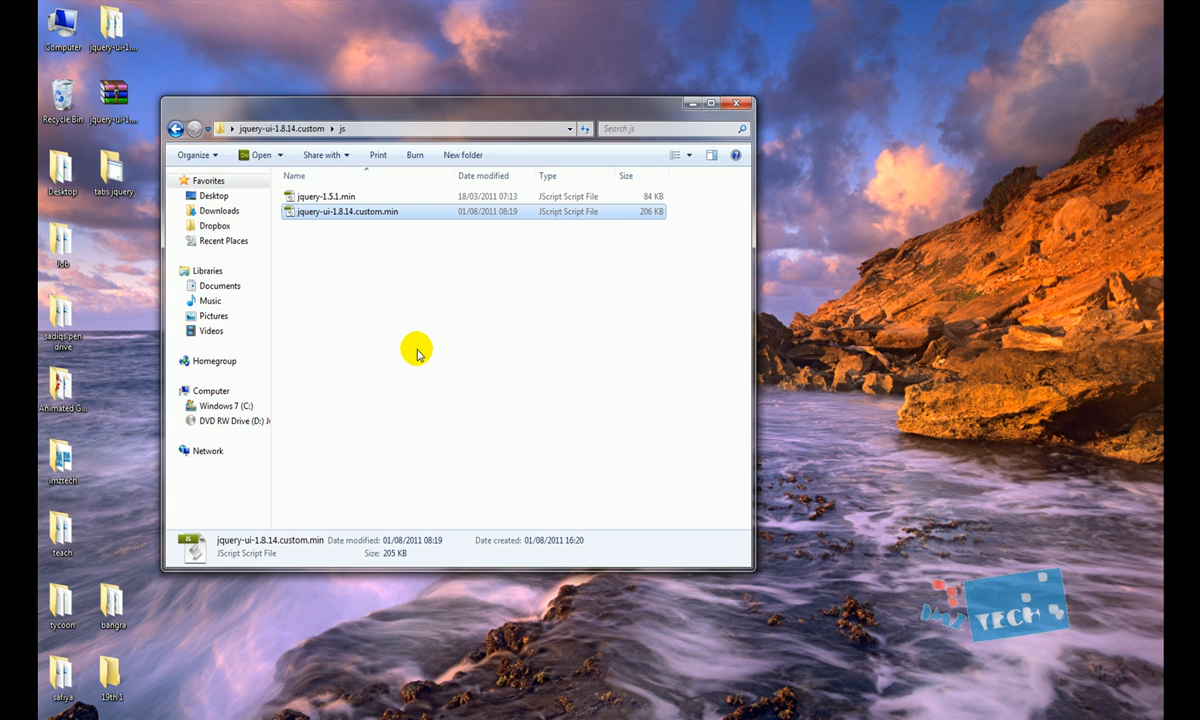 Computer
jquery-ui-1....
Recycle Bin
jquery-ui-1....
Desktop
tabs jquery
Job
sadiqs pen
drive
Animated G...
imztech
teach
tycoon
bangra
safiya
19th 1
jquery-ui-1.8.14.custom
js
Search js
Organize
Open
Share with
Print
Burn
New folder
Name
Date modified
Type
Size
jquery-1.5.1.min
18/03/2011 07:13
JScript Script File
84 KB
jquery-ui-1.8.14.custom.min
01/08/2011 08:19
JScript Script File
206 KB
Favorites
Desktop
Downloads
Dropbox
Recent Places
Libraries
Documents
Music
Pictures
Videos
Homegroup
Computer
Windows 7 (C:)
DVD RW Drive (D:)
Network
JS
jquery-ui-1.8.14.custom.min Date modified: 01/08/2011 08:19 Date created: 01/08/2011 16:20
JScript Script File Size: 205 KB
imz
TECH